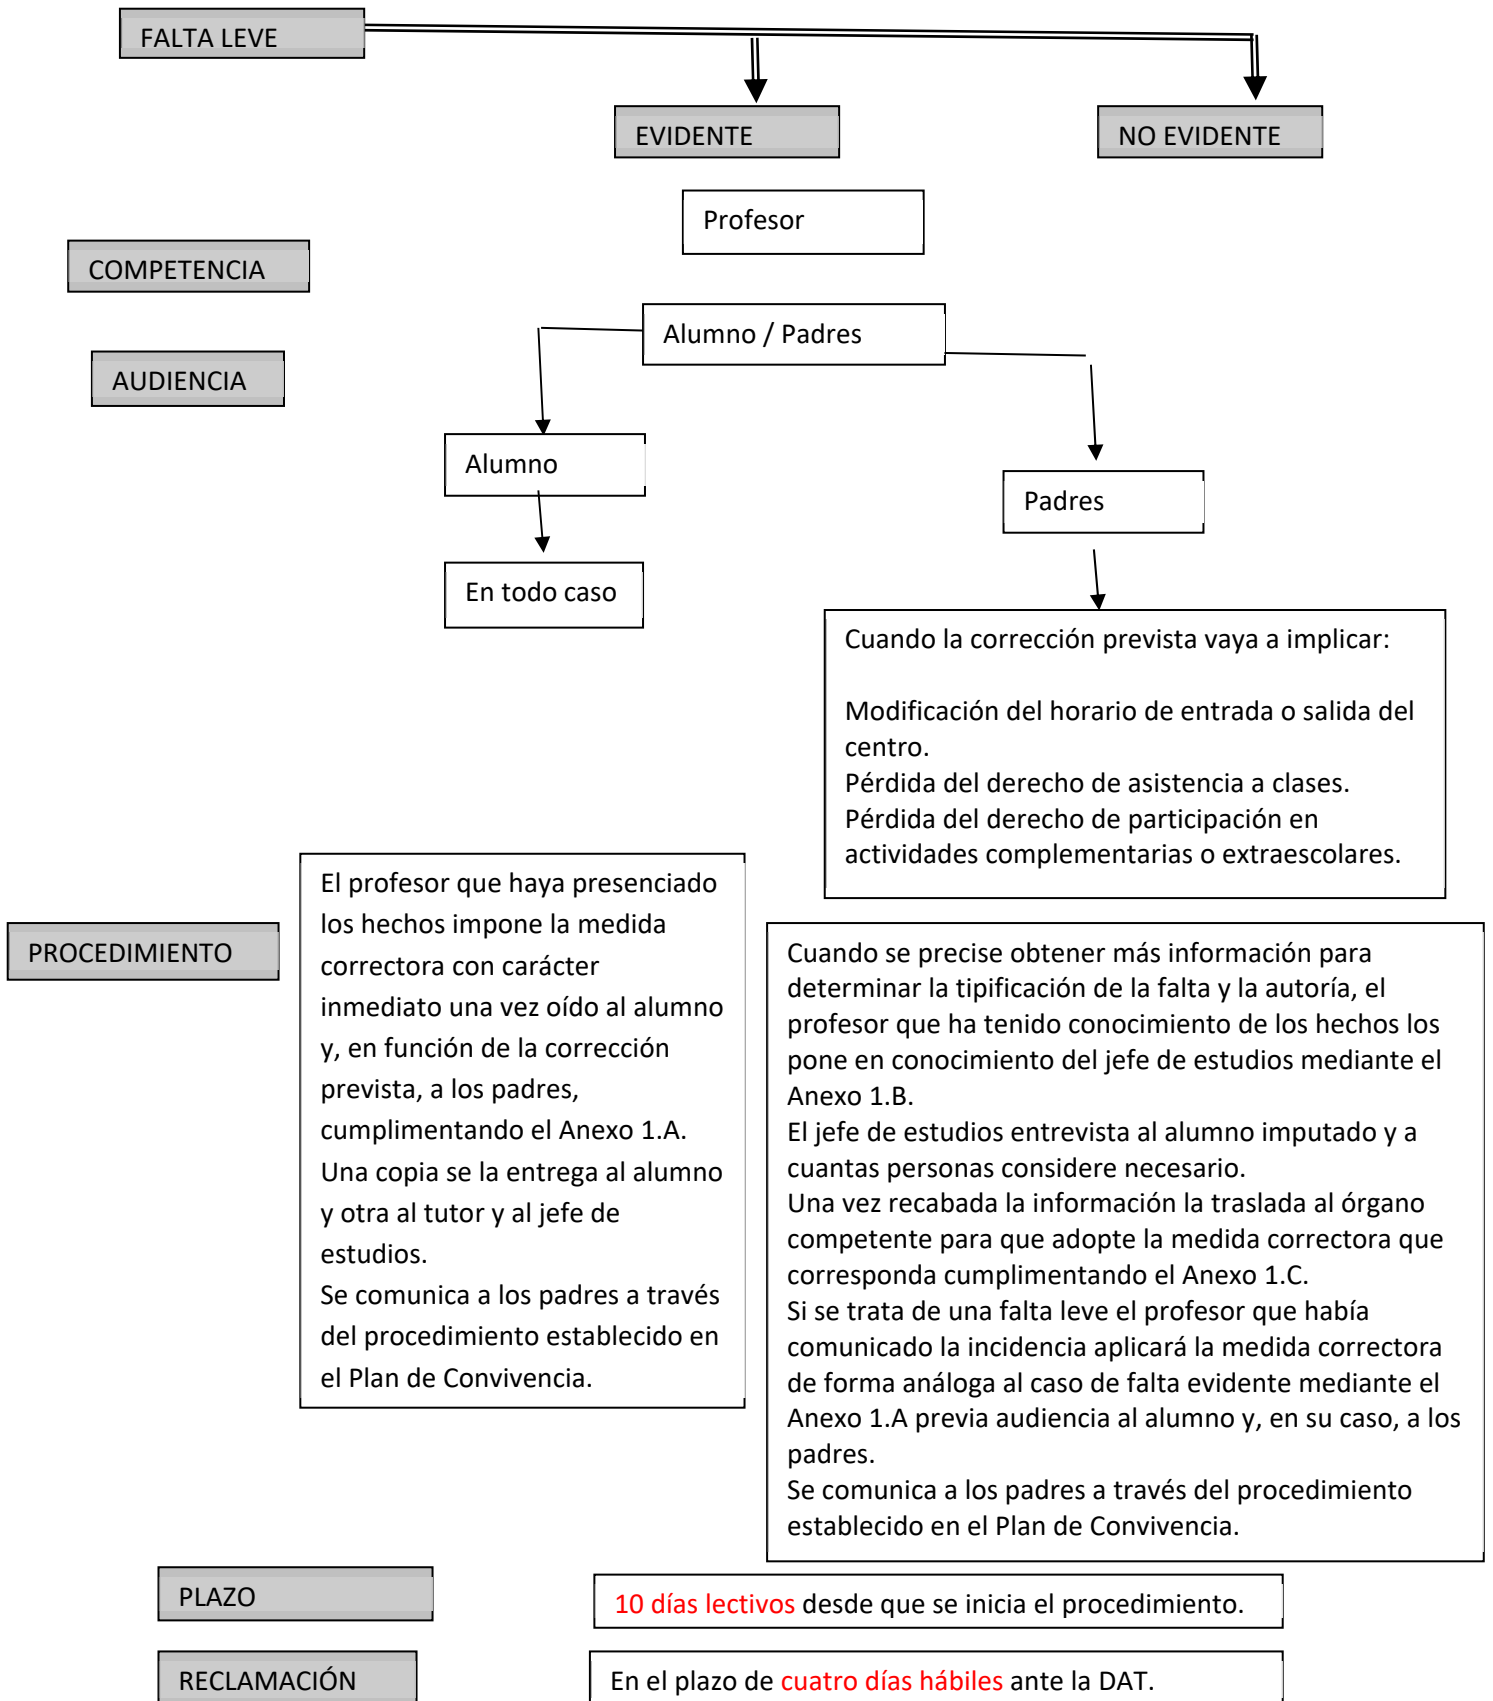 FALTA LEVE
EVIDENTE
NO EVIDENTE
Profesor
COMPETENCIA
Alumno / Padres
AUDIENCIA
Alumno
Padres
En todo caso
Cuando la corrección prevista vaya a implicar:
Modificación del horario de entrada o salida del
centro.
Pérdida del derecho de asistencia a clases.
Pérdida del derecho de participación en
actividades complementarias o extraescolares.
PROCEDIMIENTO
El profesor que haya presenciado
los hechos impone la medida
correctora con carácter
inmediato una vez oído al alumno
y, en función de la corrección
prevista, a los padres,
cumplimentando el Anexo 1.A.
Una copia se la entrega al alumno
y otra al tutor y al jefe de
estudios.
Se comunica a los padres a través
del procedimiento establecido en
el Plan de Convivencia.
Cuando se precise obtener más información para
determinar la tipificación de la falta y la autoría, el
profesor que ha tenido conocimiento de los hechos los
pone en conocimiento del jefe de estudios mediante el
Anexo 1.B.
El jefe de estudios entrevista al alumno imputado y a
cuantas personas considere necesario.
Una vez recabada la información la traslada al órgano
competente para que adopte la medida correctora que
corresponda cumplimentando el Anexo 1.C.
Si se trata de una falta leve el profesor que había
comunicado la incidencia aplicará la medida correctora
de forma análoga al caso de falta evidente mediante el
Anexo 1.A previa audiencia al alumno y, en su caso, a los
padres.
Se comunica a los padres a través del procedimiento
establecido en el Plan de Convivencia.
PLAZO
10 días lectivos desde que se inicia el procedimiento.
RECLAMACIÓN
En el plazo de cuatro días hábiles ante la DAT.